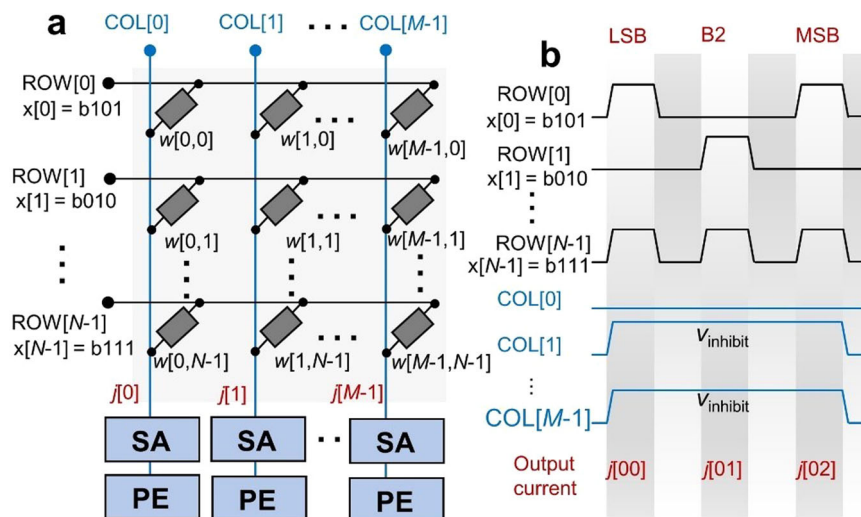 a
COL[0] COL[1] ··· COL[M-1]
ROW[0]
x[0] = b101
w[0,0] w[1,0] ··· w[M-1,0]
ROW[1]
x[1] = b010
w[0,1] w[1,1] ··· w[M-1,1]
ROW[N-1]
x[N-1] = b111
w[0,N-1] w[1,N-1] ··· w[M-1,N-1]
j[0] j[1] j[M-1]
SA SA ·· SA
PE PE PE
b
LSB B2 MSB
ROW[0]
x[0] = b101
ROW[1]
x[1] = b010
ROW[N-1]
x[N-1] = b111
COL[0]
COL[1] Vinhibit
COL[M-1] Vinhibit
Output
current
j[00] j[01] j[02]